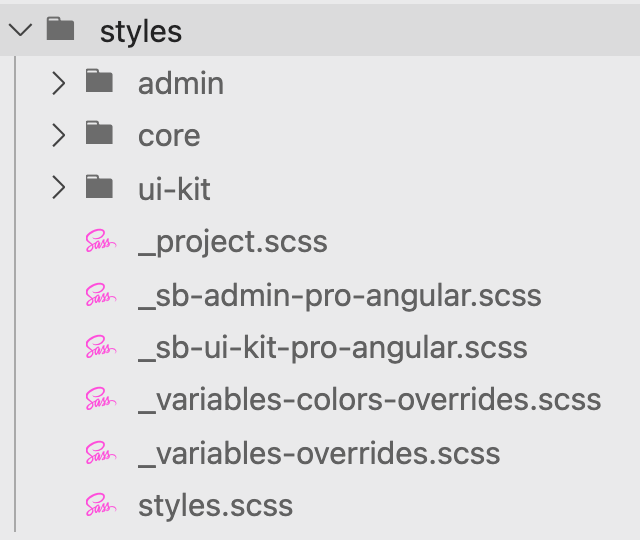 styles
admin
core
ui-kit
Sass _project.scss
Sass _sb-admin-pro-angular.scss
Sass _sb-ui-kit-pro-angular.scss
Sass _variables-colors-overrides.scss
Sass _variables-overrides.scss
Sass styles.scss